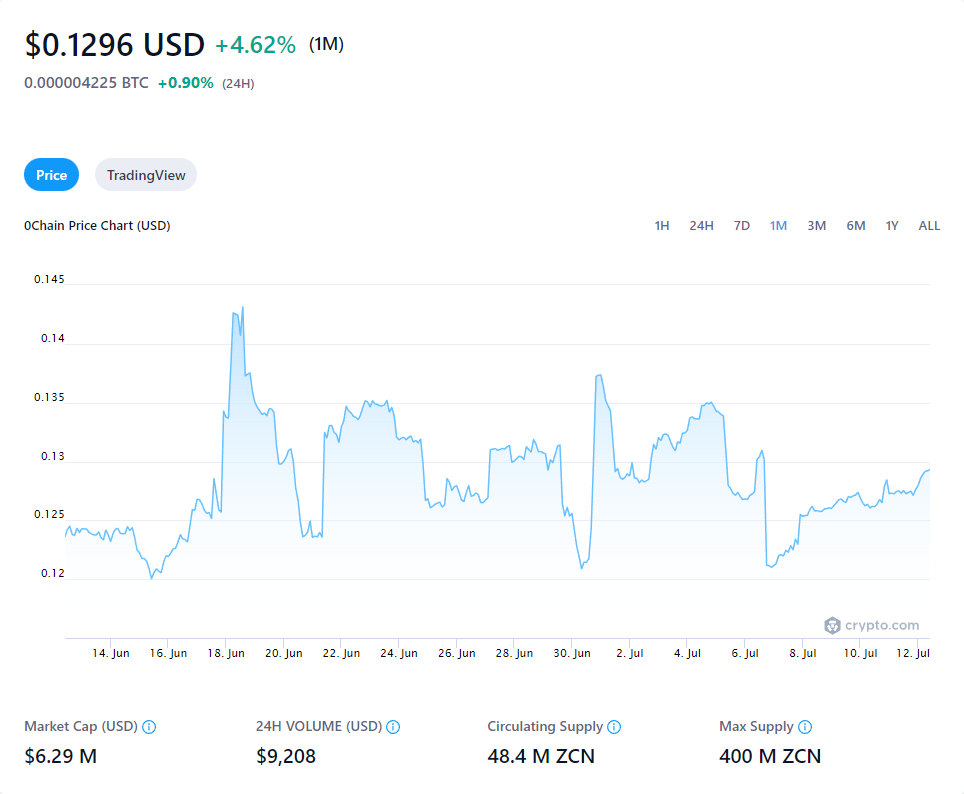 $0.1296 USD +4.62% (1M)
0.000004225 BTC +0.90% (24H)
Price TradingView
0Chain Price Chart (USD) 1H 24H 7D 1M 3M 6M 1Y ALL
0.145
0.14
0.135
0.13
0.125
0.12
crypto.com
14. Jun 16. Jun 18. Jun 20. Jun 22. Jun 24. Jun 26. Jun 28. Jun 30. Jun 2. Jul 4. Jul 6. Jul 8. Jul 10. Jul 12. Jul
Market Cap (USD) 24H VOLUME (USD) Circulating Supply Max Supply
$6.29 M $9,208 48.4 M ZCN 400 M ZCN